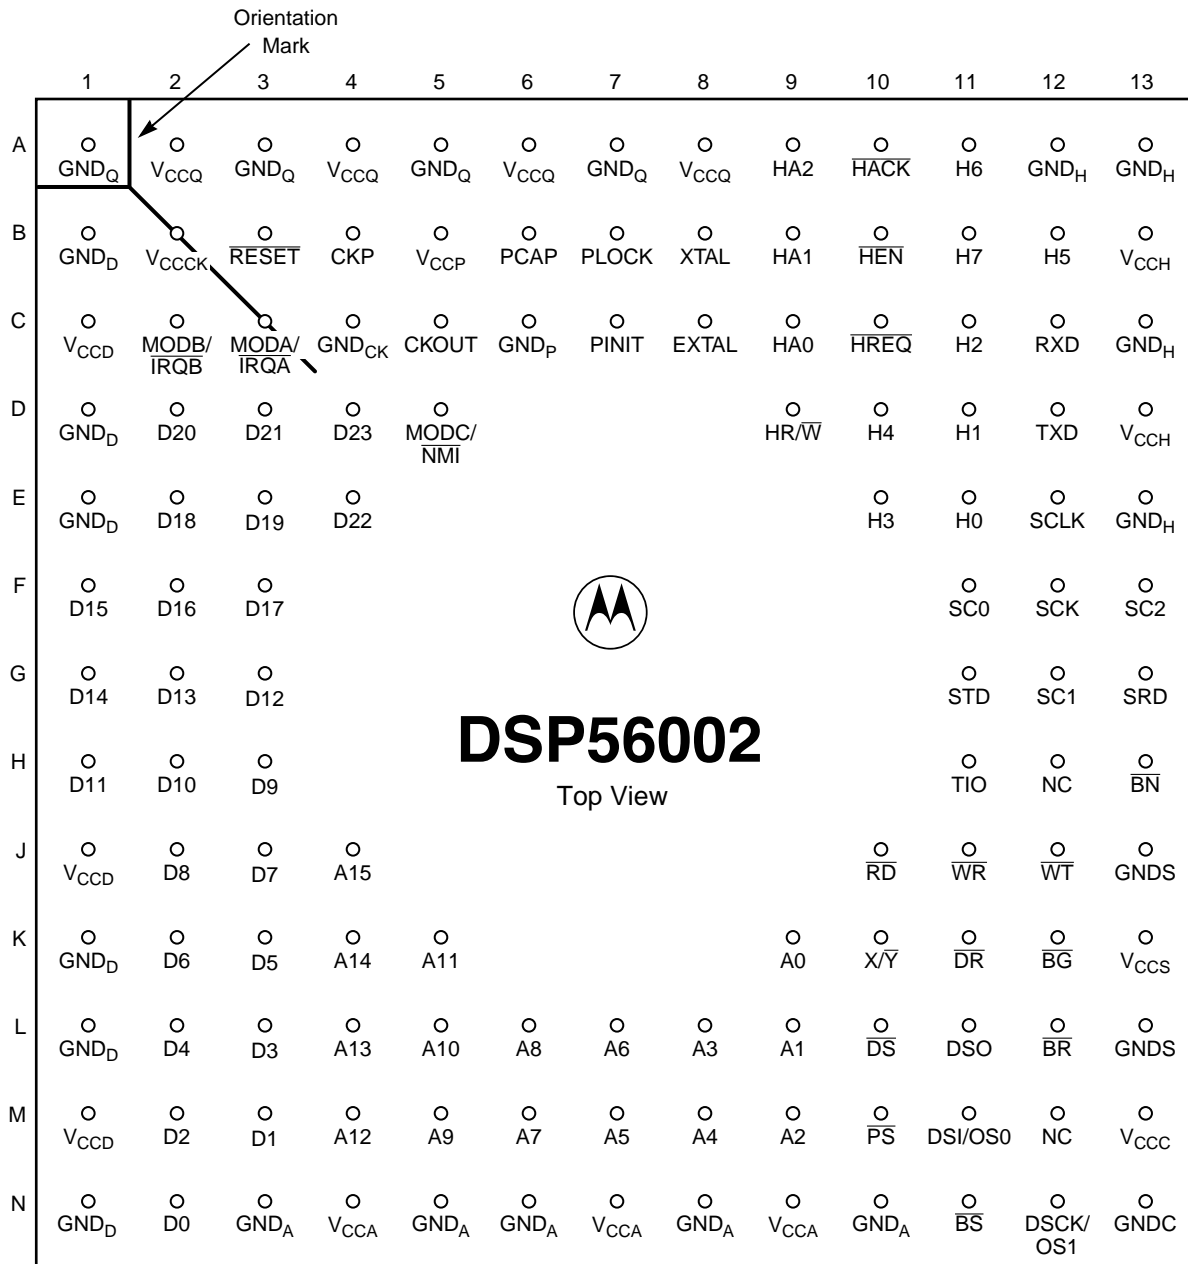 Orientation
Mark
1 2 3 4 5 6 7 8 9 10 11 12 13
A
GNDQ VCCQ GNDQ VCCQ GNDQ VCCQ GNDQ VCCQ HA2 HACK H6 GNDH GNDH
B
GNDD VCCCK RESET CKP VCCP PCAP PLOCK XTAL HA1 HEN H7 H5 VCCH
C
VCCD MODB/ MODA/ GNDCK CKOUT GNDP PINIT EXTAL HA0 HREQ H2 RXD GNDH
IRQB IRQA
D
GNDD D20 D21 D23 MODC/ HR/W H4 H1 TXD VCCH
NMI
E
GNDD D18 D19 D22 H3 H0 SCLK GNDH
F
D15 D16 D17 SC0 SCK SC2
G
D14 D13 D12 STD SC1 SRD
DSP56002
H
D11 D10 D9 TIO NC BN
Top View
J
VCCD D8 D7 A15 RD WR WT GNDS
K
GNDD D6 D5 A14 A11 A0 X/Y DR BG VCCS
L
GNDD D4 D3 A13 A10 A8 A6 A3 A1 DS DSO BR GNDS
M
VCCD D2 D1 A12 A9 A7 A5 A4 A2 PS DSI/OS0 NC VCCC
N
GNDD D0 GNDA VCCA GNDA GNDA VCCA GNDA VCCA GNDA BS DSCK/ GNDC
OS1